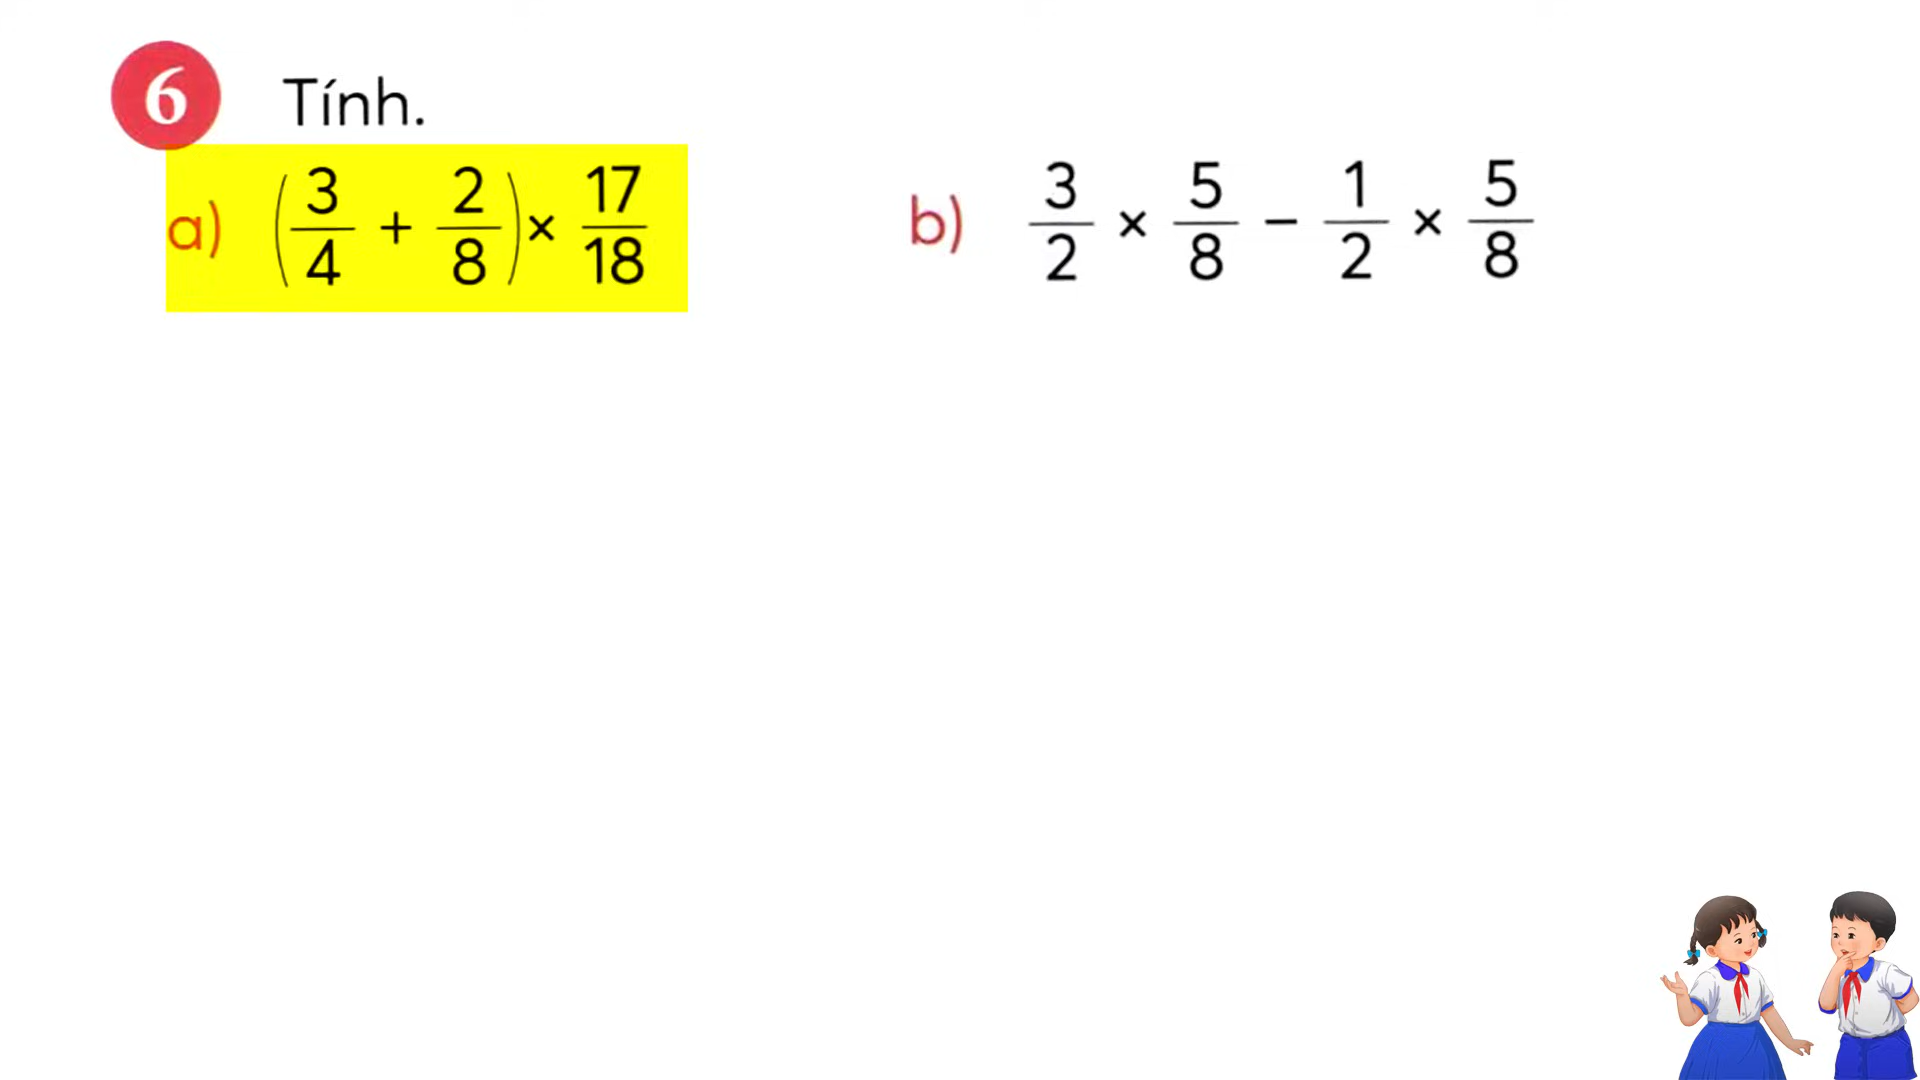 6 Tính.
a) (3/4 + 2/8) × 17/18
b) 3/2 × 5/8 − 1/2 × 5/8